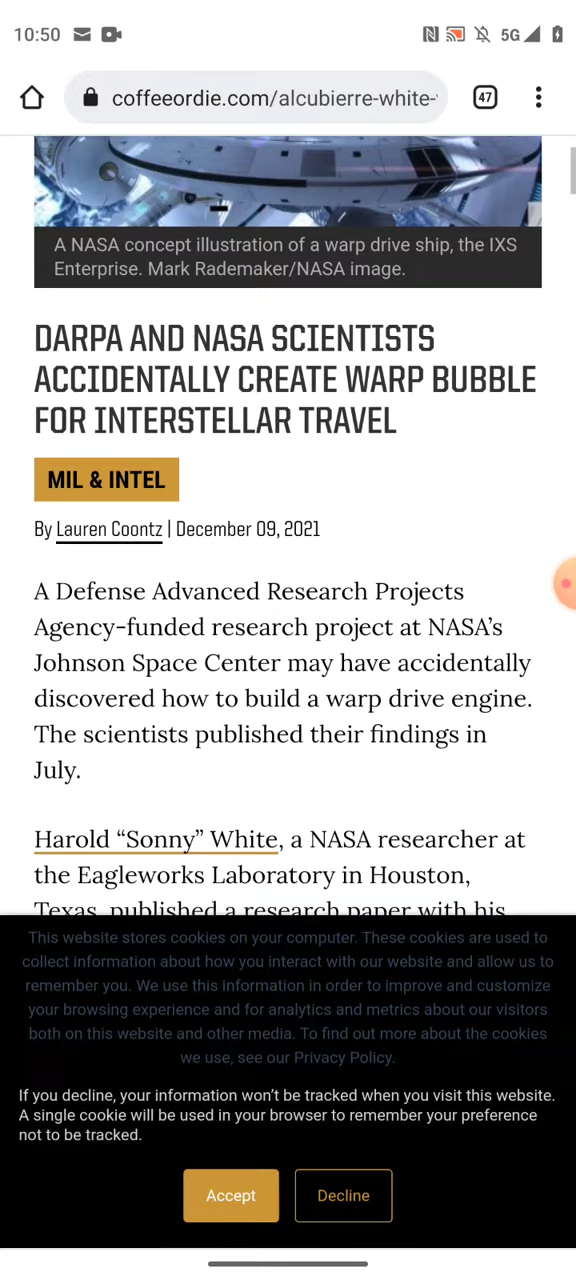 10:50
5G
coffeeordie.com/alcubierre-white-
47
A NASA concept illustration of a warp drive ship, the IXS
Enterprise. Mark Rademaker/NASA image.
DARPA AND NASA SCIENTISTS
ACCIDENTALLY CREATE WARP BUBBLE
FOR INTERSTELLAR TRAVEL
MIL & INTEL
By Lauren Coontz | December 09, 2021
A Defense Advanced Research Projects
Agency-funded research project at NASA’s
Johnson Space Center may have accidentally
discovered how to build a warp drive engine.
The scientists published their findings in
July.
Harold “Sonny” White, a NASA researcher at
the Eagleworks Laboratory in Houston,
Texas, published a research paper with his
This website stores cookies on your computer. These cookies are used to
collect information about how you interact with our website and allow us to
remember you. We use this information in order to improve and customize
your browsing experience and for analytics and metrics about our visitors
both on this website and other media. To find out more about the cookies
we use, see our Privacy Policy.
If you decline, your information won’t be tracked when you visit this website.
A single cookie will be used in your browser to remember your preference
not to be tracked.
Accept
Decline